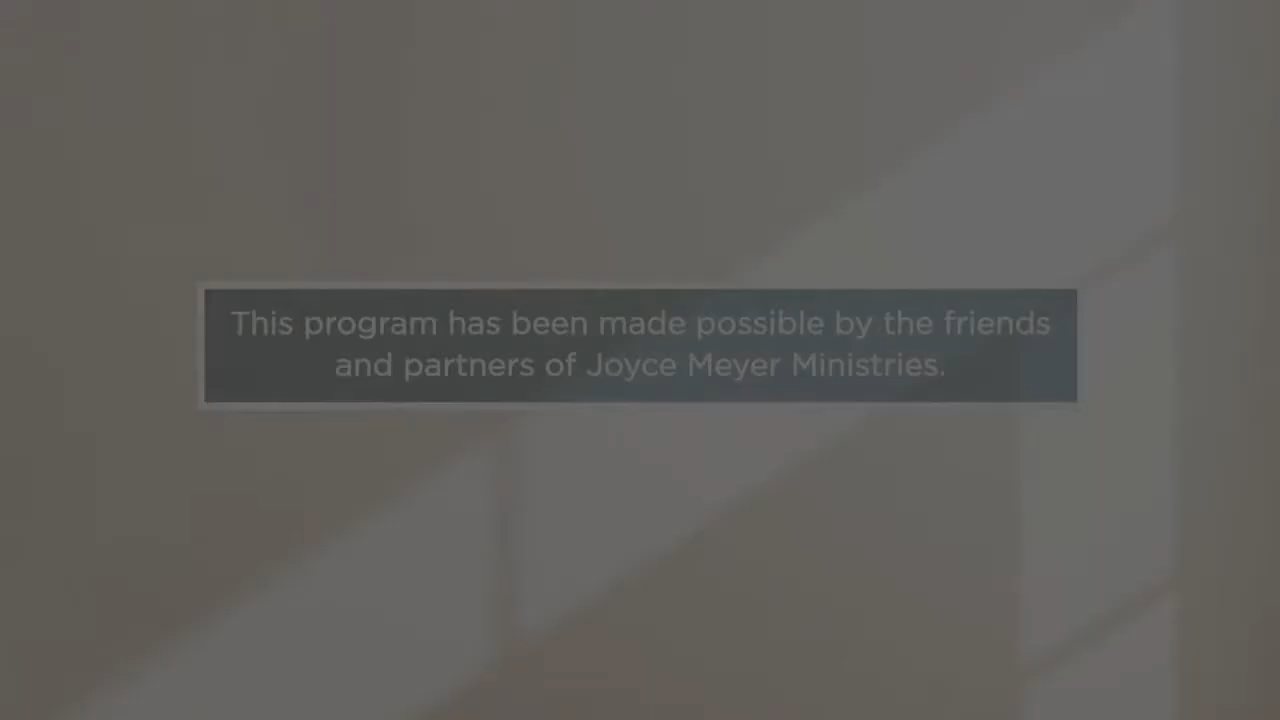 This program has been made possible by the friends
and partners of Joyce Meyer Ministries.